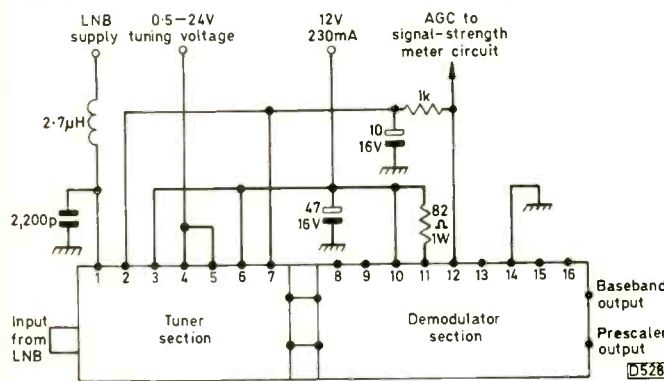 LNB
supply
0·5—24V
tuning voltage
12V
230mA
AGC to
signal-strength
meter circuit
2·7μH
1k
10
16V
2,200p
47
16V
82
Ω
1W
1 2 3 4 5 6 7 8 9 10 11 12 13 14 15 16
Input
from
LNB
Tuner
section
Demodulator
section
Baseband
output
Prescaler
output
D528